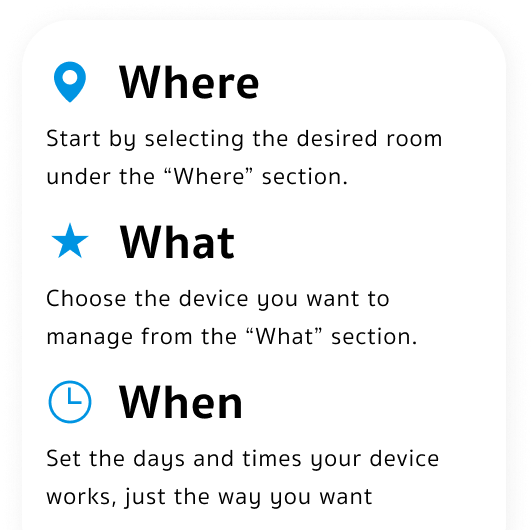 Where
Start by selecting the desired room
under the “Where” section.
What
Choose the device you want to
manage from the “What” section.
When
Set the days and times your device
works, just the way you want